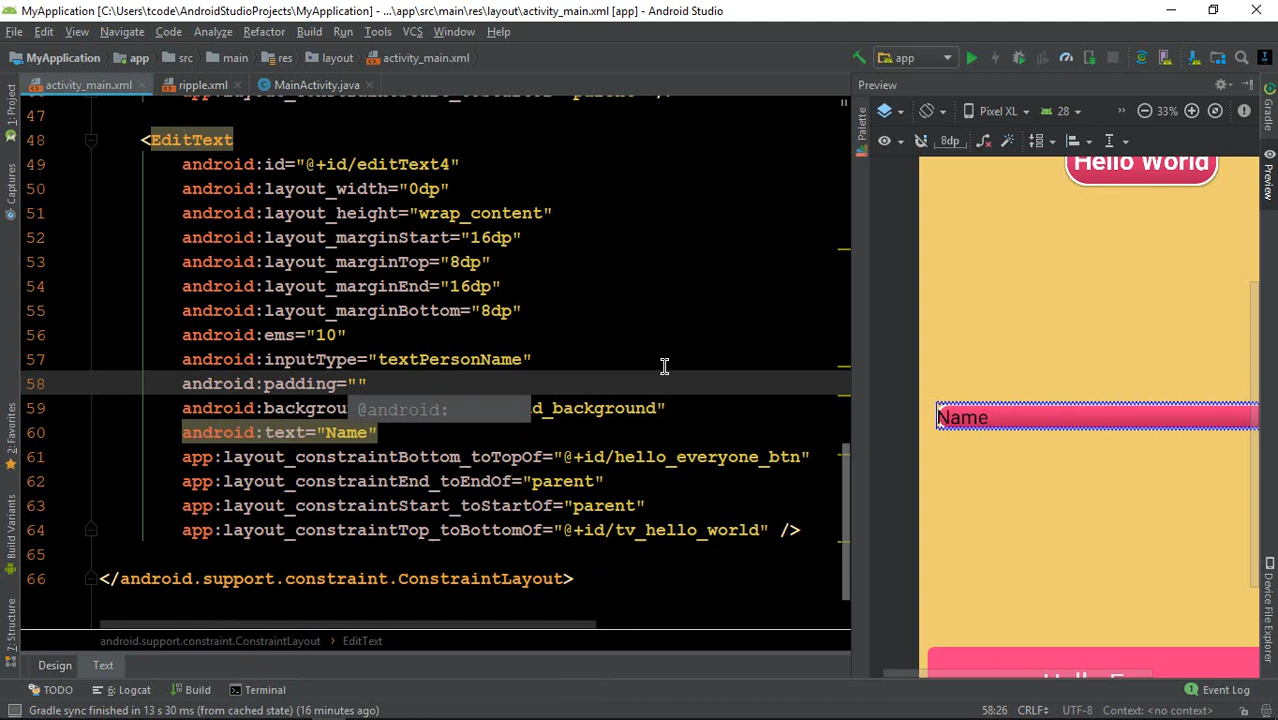 MyApplication [C:\Users\tcode\AndroidStudioProjects\MyApplication] - ...\app\src\main\res\layout\activity_main.xml [app] - Android Studio
File Edit View Navigate Code Analyze Refactor Build Run Tools VCS Window Help
MyApplication app src main res layout activity_main.xml app
activity_main.xml ripple.xml MainActivity.java Preview
Pixel XL 28 33%
8dp
47
48 <EditText
49 android:id="@+id/editText4"
50 android:layout_width="0dp"
51 android:layout_height="wrap_content"
52 android:layout_marginStart="16dp"
53 android:layout_marginTop="8dp"
54 android:layout_marginEnd="16dp"
55 android:layout_marginBottom="8dp"
56 android:ems="10"
57 android:inputType="textPersonName"
58 android:padding=""
59 android:backgrou d_background"
@android:
60 android:text="Name"
61 app:layout_constraintBottom_toTopOf="@+id/hello_everyone_btn"
62 app:layout_constraintEnd_toEndOf="parent"
63 app:layout_constraintStart_toStartOf="parent"
64 app:layout_constraintTop_toBottomOf="@+id/tv_hello_world" />
65
66 </android.support.constraint.ConstraintLayout>
android.support.constraint.ConstraintLayout › EditText
Design Text
TODO 6: Logcat Build Terminal Event Log
Gradle sync finished in 13 s 30 ms (from cached state) (16 minutes ago) 58:26 CRLF UTF-8 Context: <no context>
1: Project
Captures
2: Favorites
Build Variants
7: Structure
Palette
Hello World
Name
Gradle
Preview
Device File Explorer